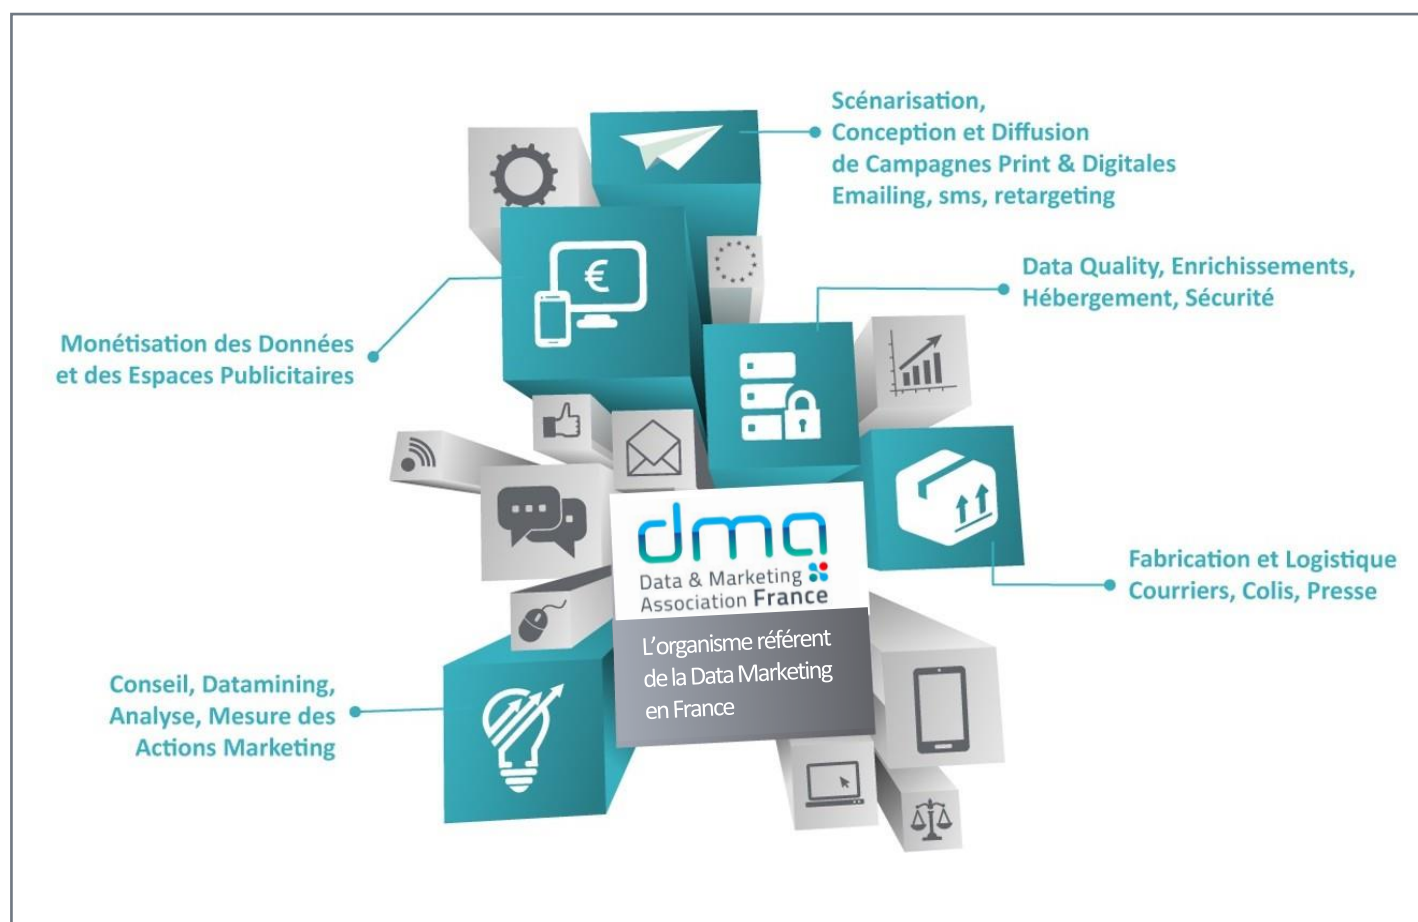 Scénarisation,
Conception et Diffusion
de Campagnes Print & Digitales
Emailing, sms, retargeting
Data Quality, Enrichissements,
Hébergement, Sécurité
Monétisation des Données
et des Espaces Publicitaires
€
dma
Data & Marketing
Association France
L'organisme référent
de la Data Marketing
en France
Fabrication et Logistique
Courriers, Colis, Presse
Conseil, Datamining,
Analyse, Mesure des
Actions Marketing